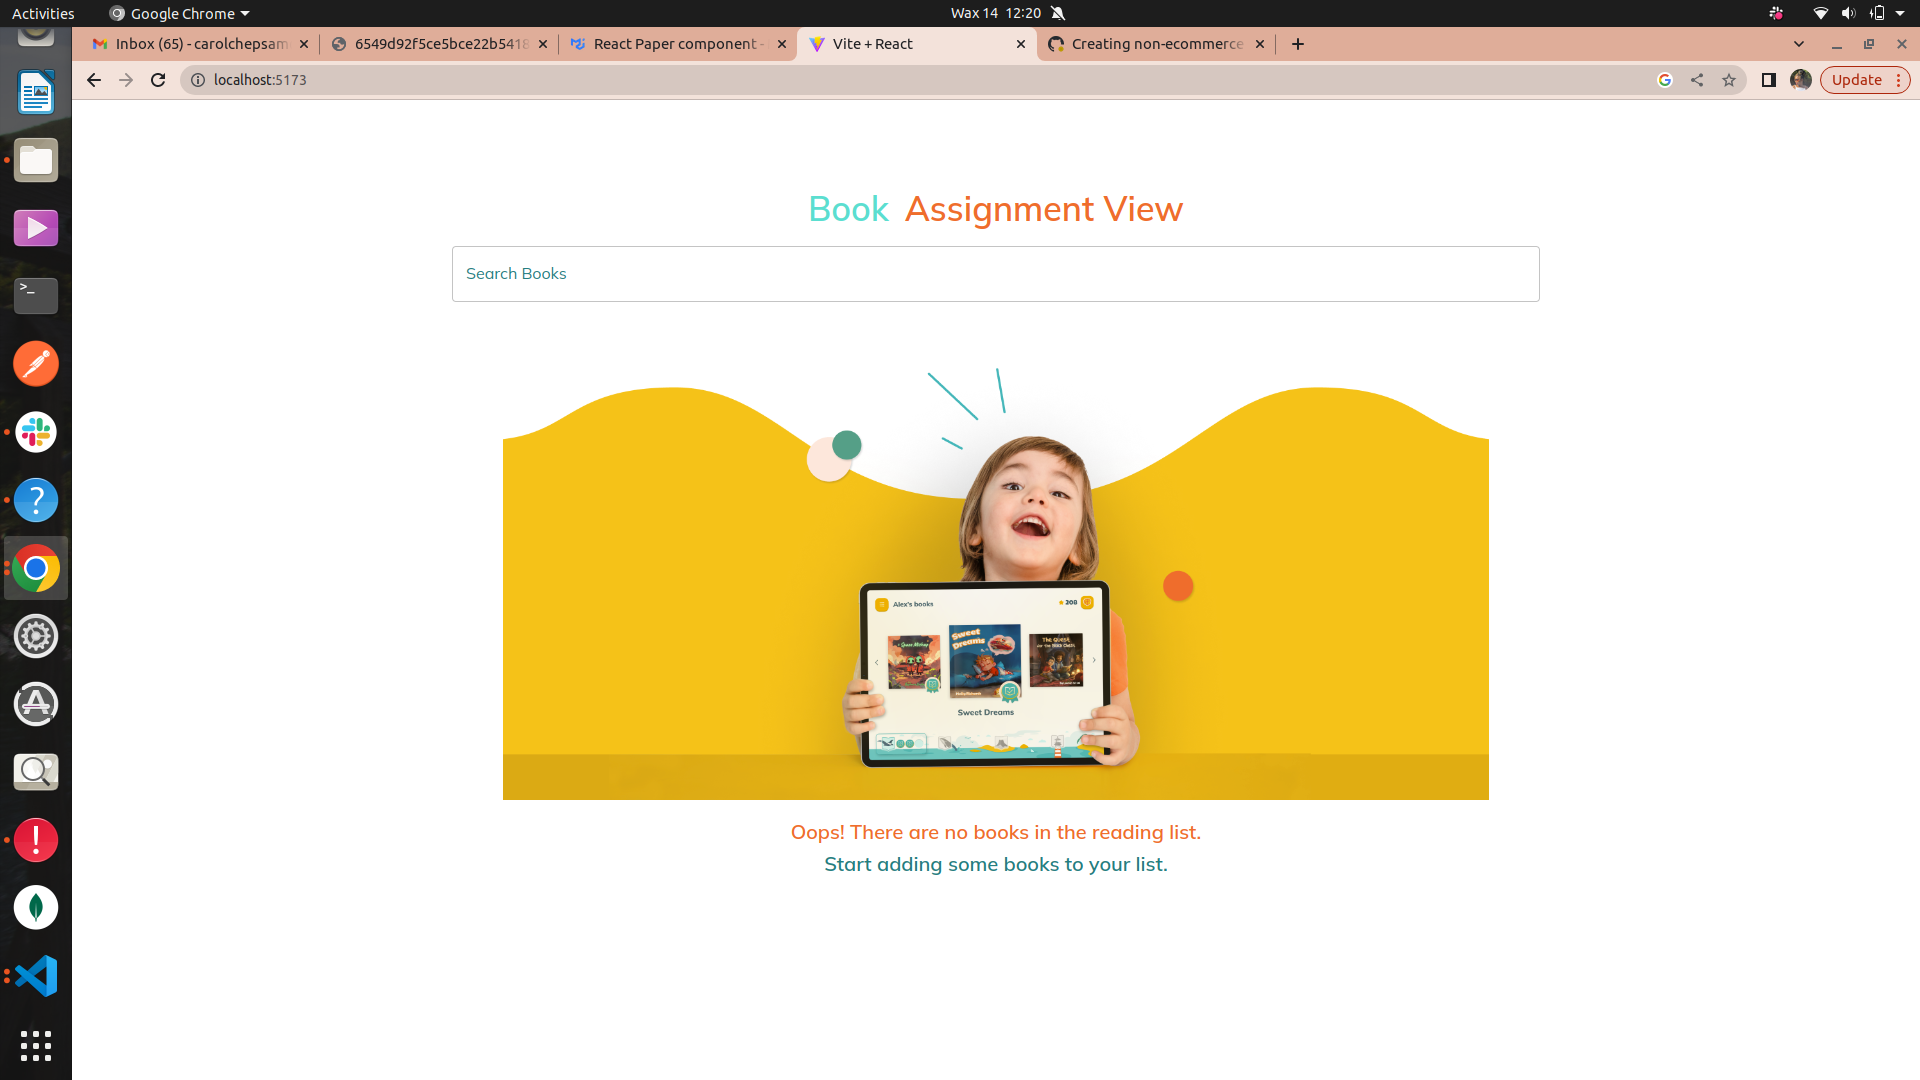 Activities
Google Chrome
Wax 14 12:20
Inbox (65) - carolchepsam
6549d92f5ce5bce22b5418
React Paper component -
Vite + React
Creating non-ecommerce
localhost:5173
Update
Book Assignment View
Search Books
Alex's books
300
Sweet Dreams
The Quest
Sweet Dreams
Oops! There are no books in the reading list.
Start adding some books to your list.